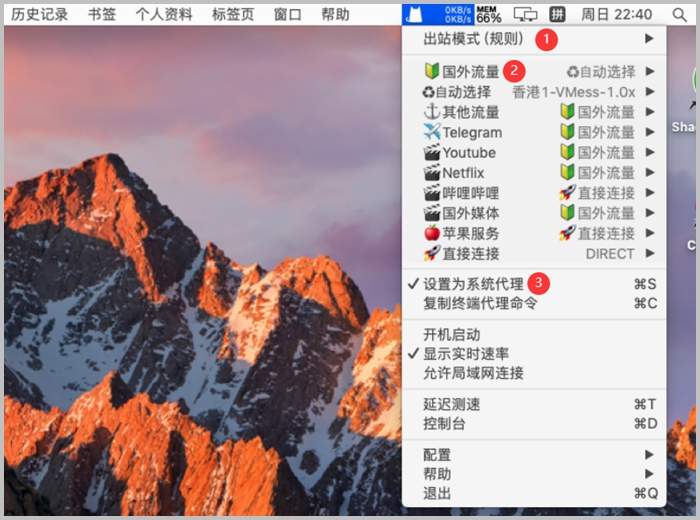 历史记录 书签 个人资料 标签页 窗口 帮助 0KB/s 0KB/s MEM 66% 拼 周日 22:40
出站模式 (规则) 1
国外流量 2 自动选择
自动选择 香港1-VMess-1.0x
其他流量 国外流量
Telegram 国外流量
Youtube 国外流量
Netflix 国外流量
哔哩哔哩 直接连接
国外媒体 国外流量
苹果服务 直接连接
直接连接 DIRECT
设置为系统代理 3 ⌘S
复制终端代理命令 ⌘C
开机启动
显示实时速率
允许局域网连接
延迟测速 ⌘T
控制台 ⌘D
配置
帮助
退出 ⌘Q
Sha
C